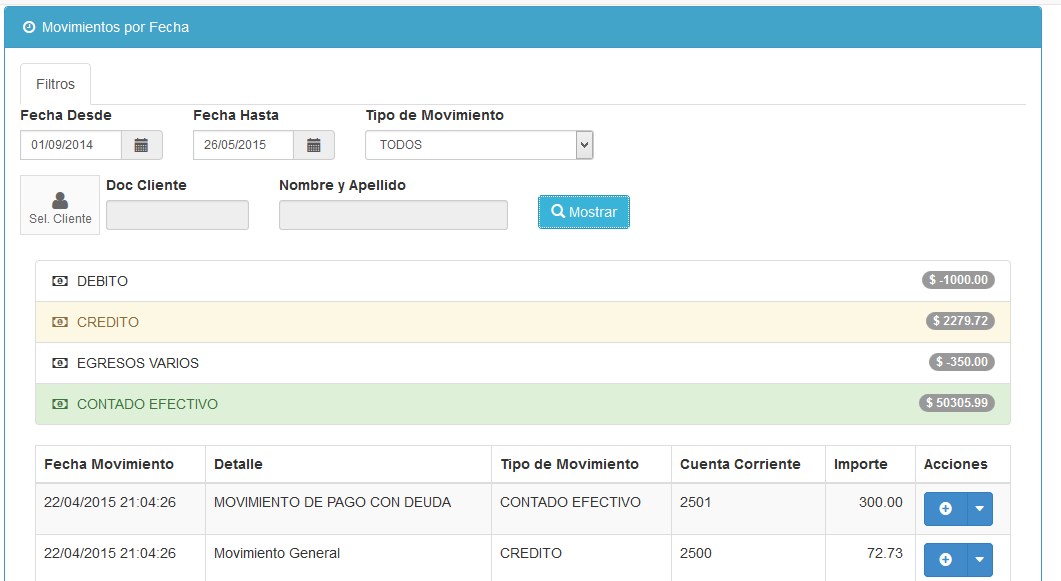 Movimientos por Fecha
Filtros
Fecha Desde Fecha Hasta Tipo de Movimiento
01/09/2014 26/05/2015 TODOS
Doc Cliente Nombre y Apellido
Sel. Cliente Mostrar
DEBITO $ -1000.00
CREDITO $ 2279.72
EGRESOS VARIOS $ -350.00
CONTADO EFECTIVO $ 50305.99
Fecha Movimiento Detalle Tipo de Movimiento Cuenta Corriente Importe Acciones
22/04/2015 21:04:26 MOVIMIENTO DE PAGO CON DEUDA CONTADO EFECTIVO 2501 300.00
22/04/2015 21:04:26 Movimiento General CREDITO 2500 72.73